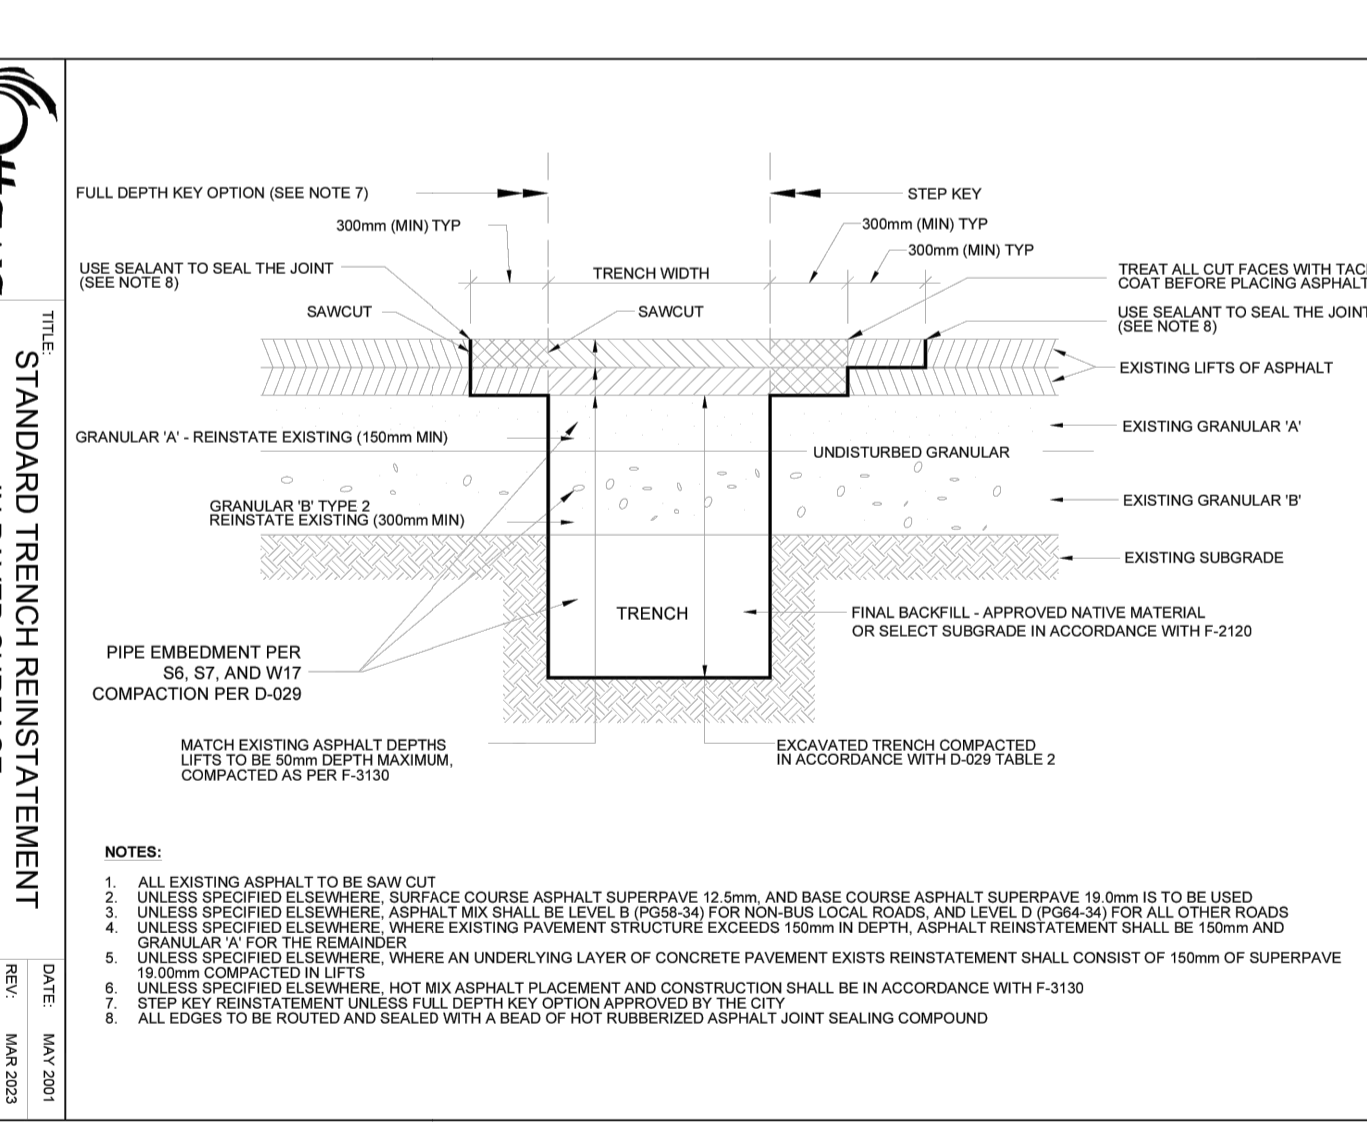 FULL DEPTH KEY OPTION (SEE NOTE 7)
STEP KEY
300mm (MIN) TYP
300mm (MIN) TYP
300mm (MIN) TYP
USE SEALANT TO SEAL THE JOINT
(SEE NOTE 8)
TRENCH WIDTH
TREAT ALL CUT FACES WITH
COAT BEFORE PLACING ASPHALT
SAWCUT
SAWCUT
USE SEALANT TO SEAL THE JOINT
(SEE NOTE 8)
EXISTING LIFTS OF ASPHALT
GRANULAR 'A' - REINSTATE EXISTING (150mm MIN)
EXISTING GRANULAR 'A'
UNDISTURBED GRANULAR
GRANULAR 'B' TYPE 2
REINSTATE EXISTING (300mm MIN)
EXISTING GRANULAR 'B'
EXISTING SUBGRADE
TRENCH
FINAL BACKFILL - APPROVED NATIVE MATERIAL
OR SELECT SUBGRADE IN ACCORDANCE WITH F-2120
PIPE EMBEDMENT PER
S6, S7, AND W17
COMPACTION PER D-029
MATCH EXISTING ASPHALT DEPTHS
LIFTS TO BE 50mm DEPTH MAXIMUM,
COMPACTED AS PER F-3130
EXCAVATED TRENCH COMPACTED
IN ACCORDANCE WITH D-029 TABLE 2
NOTES:
1. ALL EXISTING ASPHALT TO BE SAW CUT
2. UNLESS SPECIFIED ELSEWHERE, SURFACE COURSE ASPHALT SUPERPAVE 12.5mm, AND BASE COURSE ASPHALT SUPERPAVE 19.0mm IS TO BE USED
3. UNLESS SPECIFIED ELSEWHERE, ASPHALT MIX SHALL BE LEVEL B (PG58-34) FOR NON-BUS LOCAL ROADS, AND LEVEL D (PG64-34) FOR ALL OTHER ROADS
4. UNLESS SPECIFIED ELSEWHERE, WHERE EXISTING PAVEMENT STRUCTURE EXCEEDS 150mm IN DEPTH, ASPHALT REINSTATEMENT SHALL BE 150mm AND
GRANULAR 'A' FOR THE REMAINDER
5. UNLESS SPECIFIED ELSEWHERE, WHERE AN UNDERLYING LAYER OF CONCRETE PAVEMENT EXISTS REINSTATEMENT SHALL CONSIST OF 150mm OF SUPERPAVE
19.00mm COMPACTED IN LIFTS
6. UNLESS SPECIFIED ELSEWHERE, HOT MIX ASPHALT PLACEMENT AND CONSTRUCTION SHALL BE IN ACCORDANCE WITH F-3130
7. STEP KEY REINSTATEMENT UNLESS FULL DEPTH KEY OPTION APPROVED BY THE CITY
8. ALL EDGES TO BE ROUTED AND SEALED WITH A BEAD OF HOT RUBBERIZED ASPHALT JOINT SEALING COMPOUND
TITLE:
STANDARD TRENCH REINSTATEMENT
DATE: MAY 2001
REV: MAR 2023